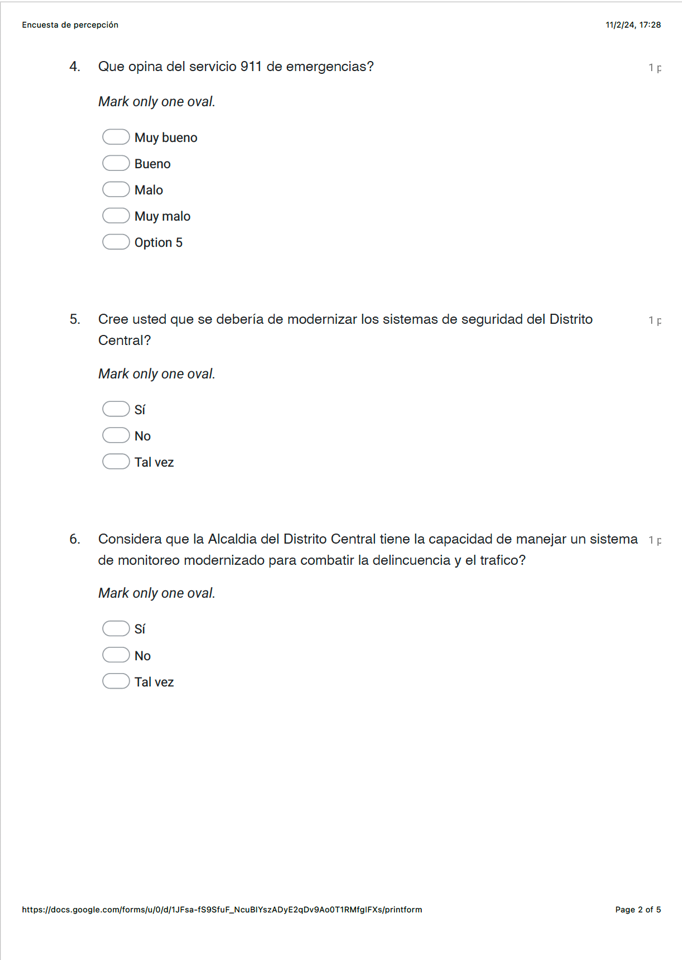 Encuesta de percepción 11/2/24, 17:28
4. Que opina del servicio 911 de emergencias? 1 p
Mark only one oval.
Muy bueno
Bueno
Malo
Muy malo
Option 5
5. Cree usted que se debería de modernizar los sistemas de seguridad del Distrito 1 p
Central?
Mark only one oval.
Sí
No
Tal vez
6. Considera que la Alcaldia del Distrito Central tiene la capacidad de manejar un sistema 1 p
de monitoreo modernizado para combatir la delincuencia y el trafico?
Mark only one oval.
Sí
No
Tal vez
https://docs.google.com/forms/u/0/d/1JFsa-fS9SfuF_NcuBIYszADyE2qDv9Ao0T1RMfgIFXs/printform Page 2 of 5